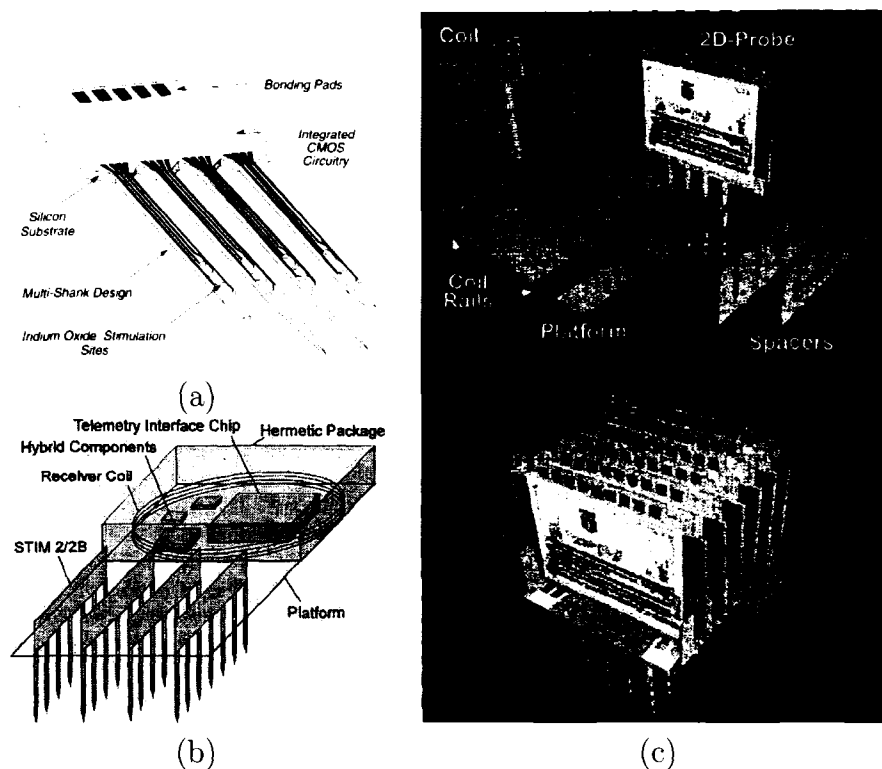 Bonding Pads
Integrated
CMOS
Circuitry
Silicon
Substrate
Multi-Shank Design
Iridium Oxide Stimulation
Sites
(a)
Telemetry Interface Chip
Hermetic Package
Hybrid Components
Receiver Coil
STIM 2/2B
Platform
(b)
Coil
2D-Probe
Coil
Rails
Platform
Spacers
(c)